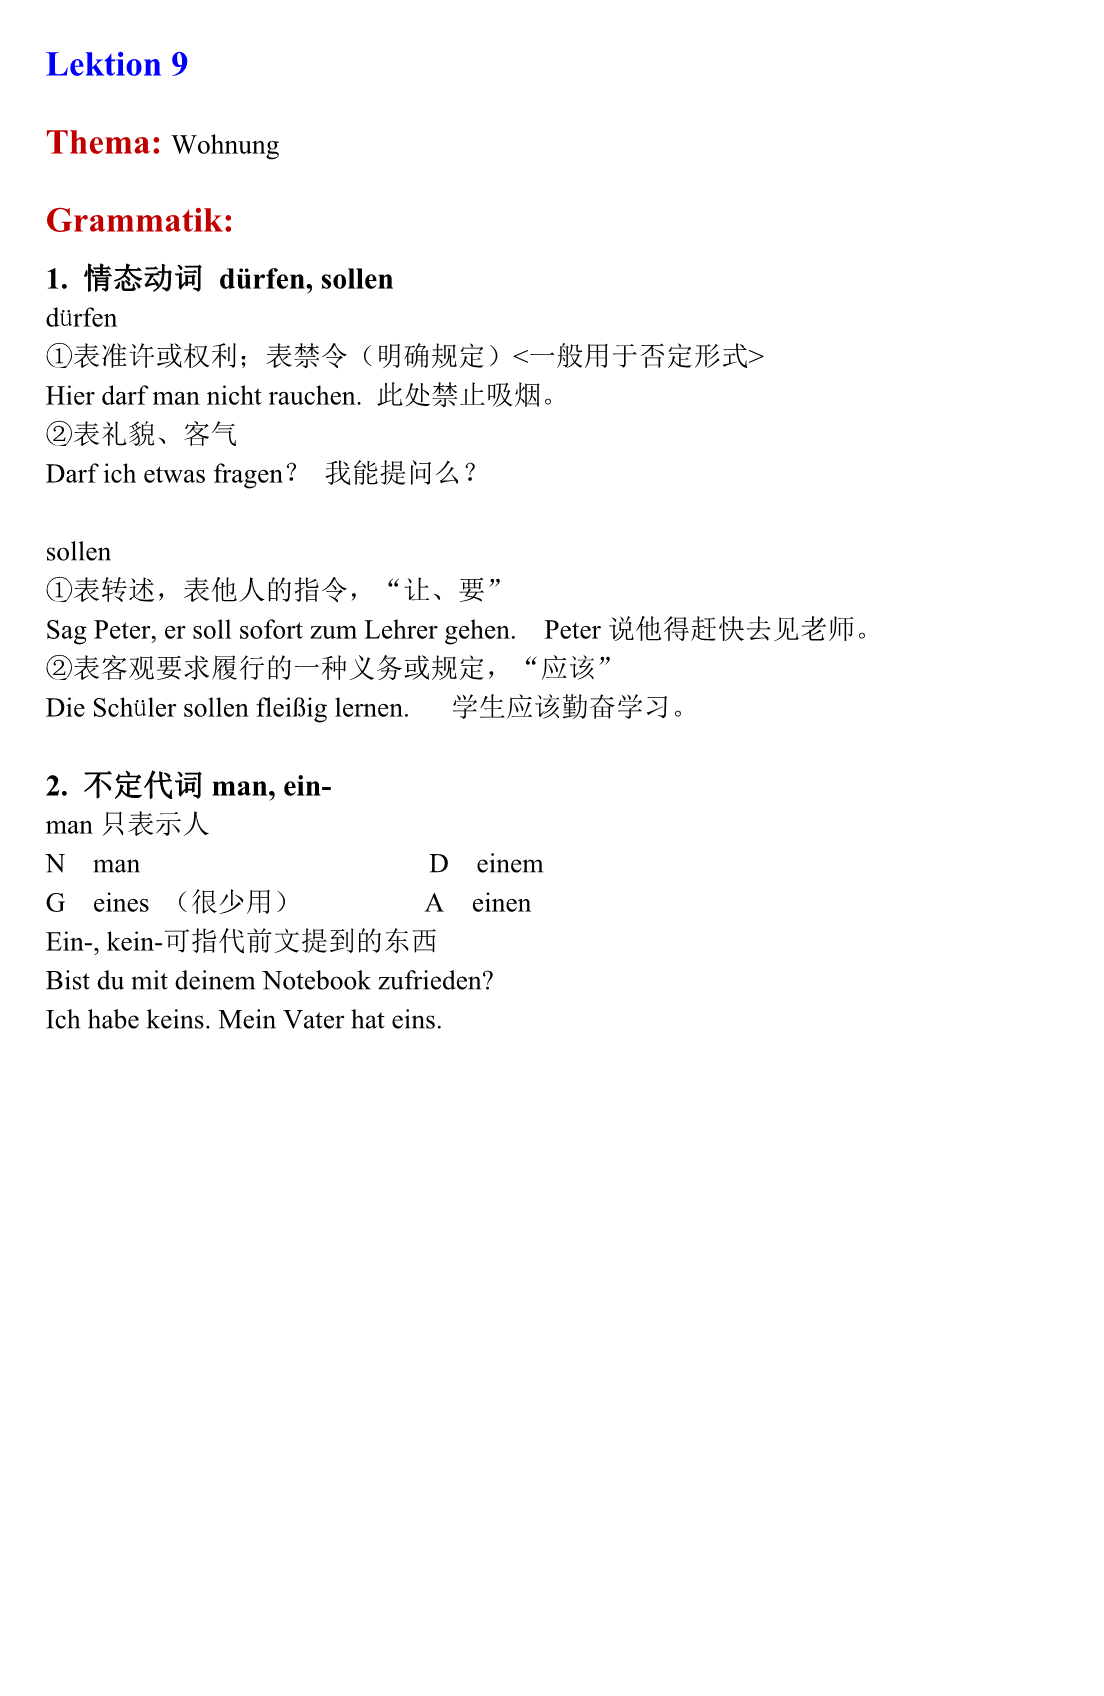 Lektion 9
Thema: Wohnung
Grammatik:
1. 情态动词 dürfen, sollen
dürfen
①表准许或权利；表禁令（明确规定）<一般用于否定形式>
Hier darf man nicht rauchen. 此处禁止吸烟。
②表礼貌、客气
Darf ich etwas fragen？ 我能提问么？
sollen
①表转述，表他人的指令，“让、要”
Sag Peter, er soll sofort zum Lehrer gehen. Peter 说他得赶快去见老师。
②表客观要求履行的一种义务或规定，“应该”
Die Schüler sollen fleißig lernen. 学生应该勤奋学习。
2. 不定代词 man, ein-
man 只表示人
N man D einem
G eines （很少用） A einen
Ein-, kein-可指代前文提到的东西
Bist du mit deinem Notebook zufrieden?
Ich habe keins. Mein Vater hat eins.